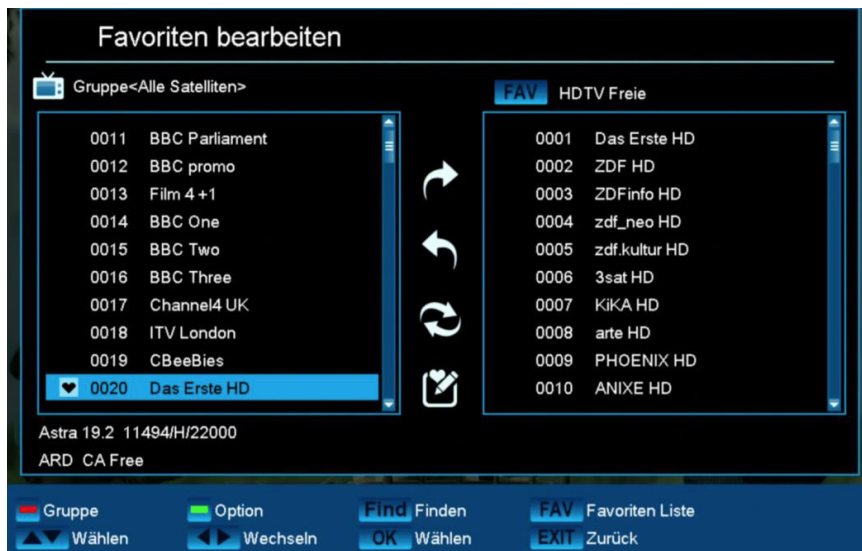 Favoriten bearbeiten
Gruppe<Alle Satelliten>
FAV HDTV Freie
0011 BBC Parliament
0012 BBC promo
0013 Film 4 +1
0014 BBC One
0015 BBC Two
0016 BBC Three
0017 Channel4 UK
0018 ITV London
0019 CBeeBies
0020 Das Erste HD
0001 Das Erste HD
0002 ZDF HD
0003 ZDFinfo HD
0004 zdf_neo HD
0005 zdf.kultur HD
0006 3sat HD
0007 KiKA HD
0008 arte HD
0009 PHOENIX HD
0010 ANIXE HD
Astra 19.2 11494/H/22000
ARD CA Free
Gruppe Option Find Finden FAV Favoriten Liste
Wählen Wechseln OK Wählen EXIT Zurück